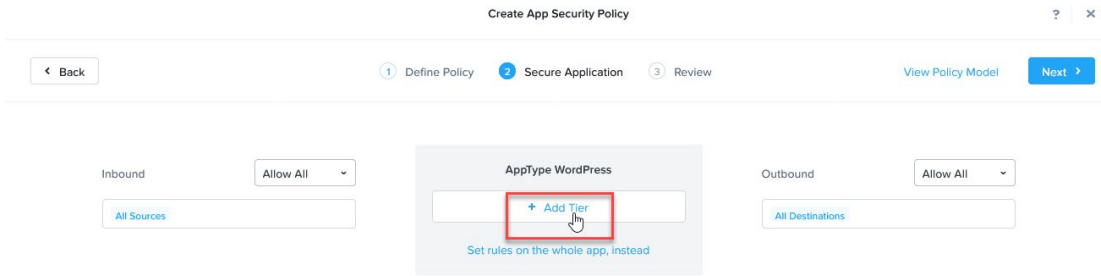 Create App Security Policy
?
×
Back
1 Define Policy
2 Secure Application
3 Review
View Policy Model
Next
Inbound
Allow All
All Sources
AppType WordPress
+ Add Tier
Set rules on the whole app, instead
Outbound
Allow All
All Destinations